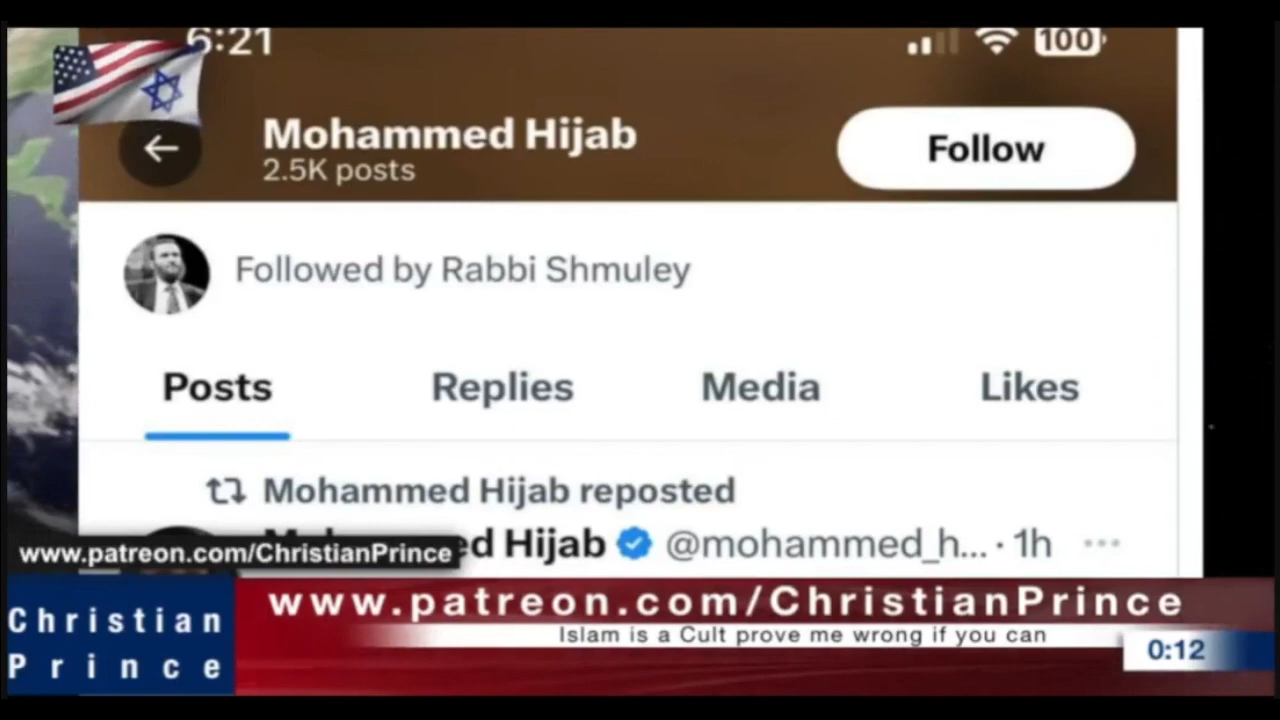 6:21
100
Mohammed Hijab
2.5K posts
Follow
Followed by Rabbi Shmuley
Posts Replies Media Likes
Mohammed Hijab reposted
ed Hijab @mohammed_h... · 1h
www.patreon.com/ChristianPrince
www.patreon.com/ChristianPrince
Islam is a Cult prove me wrong if you can
Christian
Prince
0:12